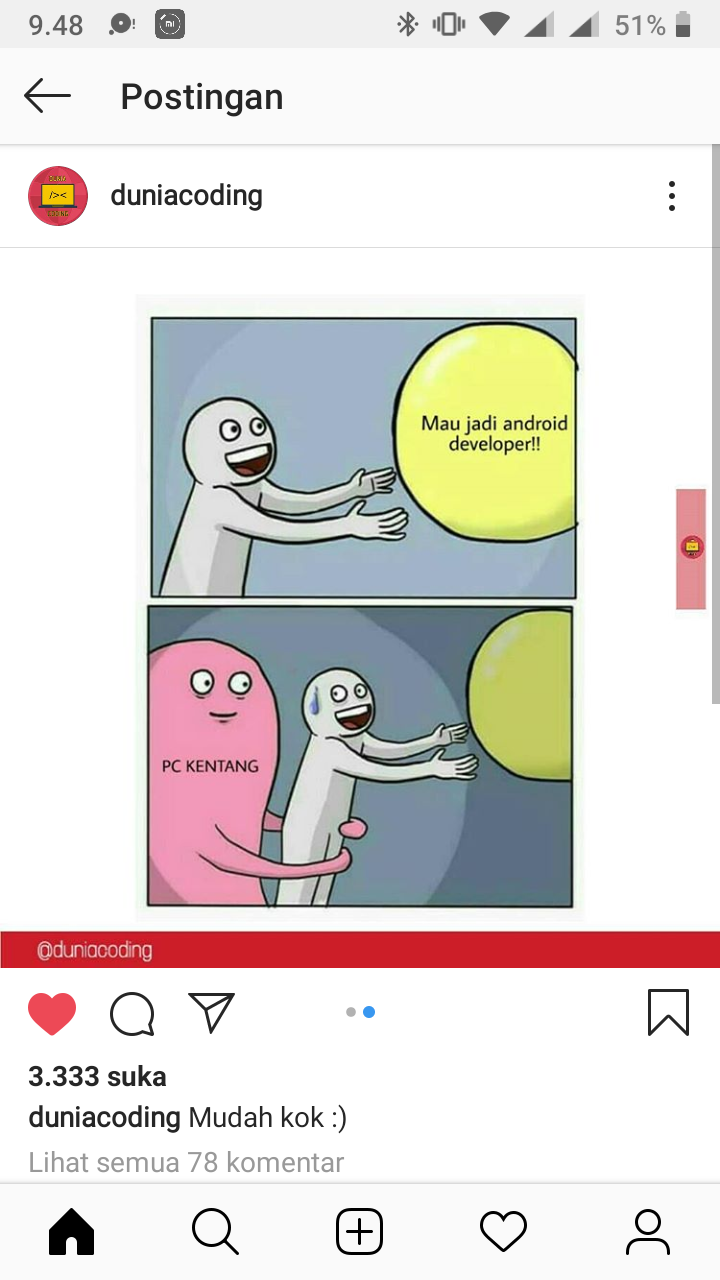 9.48
51%
Postingan
duniacoding
Mau jadi android
developer!!
PC KENTANG
@duniacoding
3.333 suka
duniacoding Mudah kok :)
Lihat semua 78 komentar